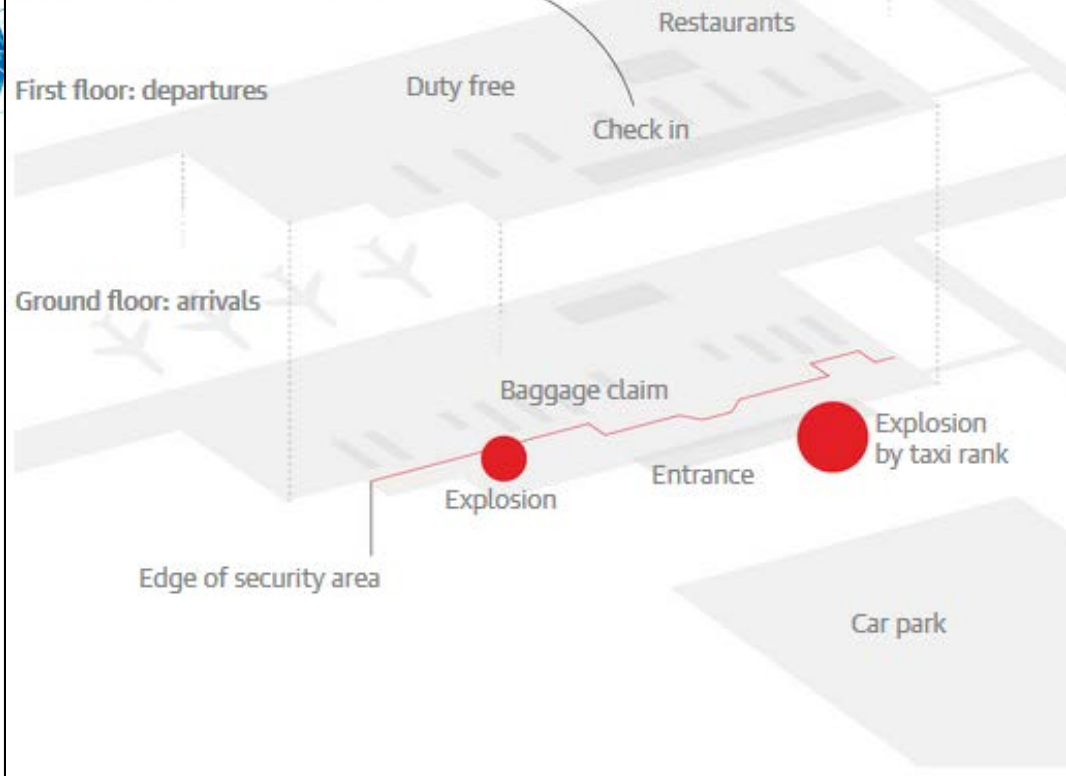 Restaurants
First floor: departures
Duty free
Check in
Ground floor: arrivals
Baggage claim
Explosion
by taxi rank
Entrance
Explosion
Edge of security area
Car park